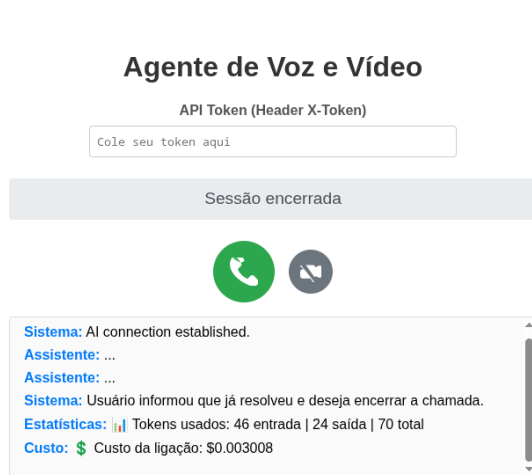 Agente de Voz e Vídeo
API Token (Header X-Token)
Cole seu token aqui
Sessão encerrada
Sistema: AI connection established.
Assistente: ...
Assistente: ...
Sistema: Usuário informou que já resolveu e deseja encerrar a chamada.
Estatísticas: 📊 Tokens usados: 46 entrada | 24 saída | 70 total
Custo: 💲 Custo da ligação: $0.003008